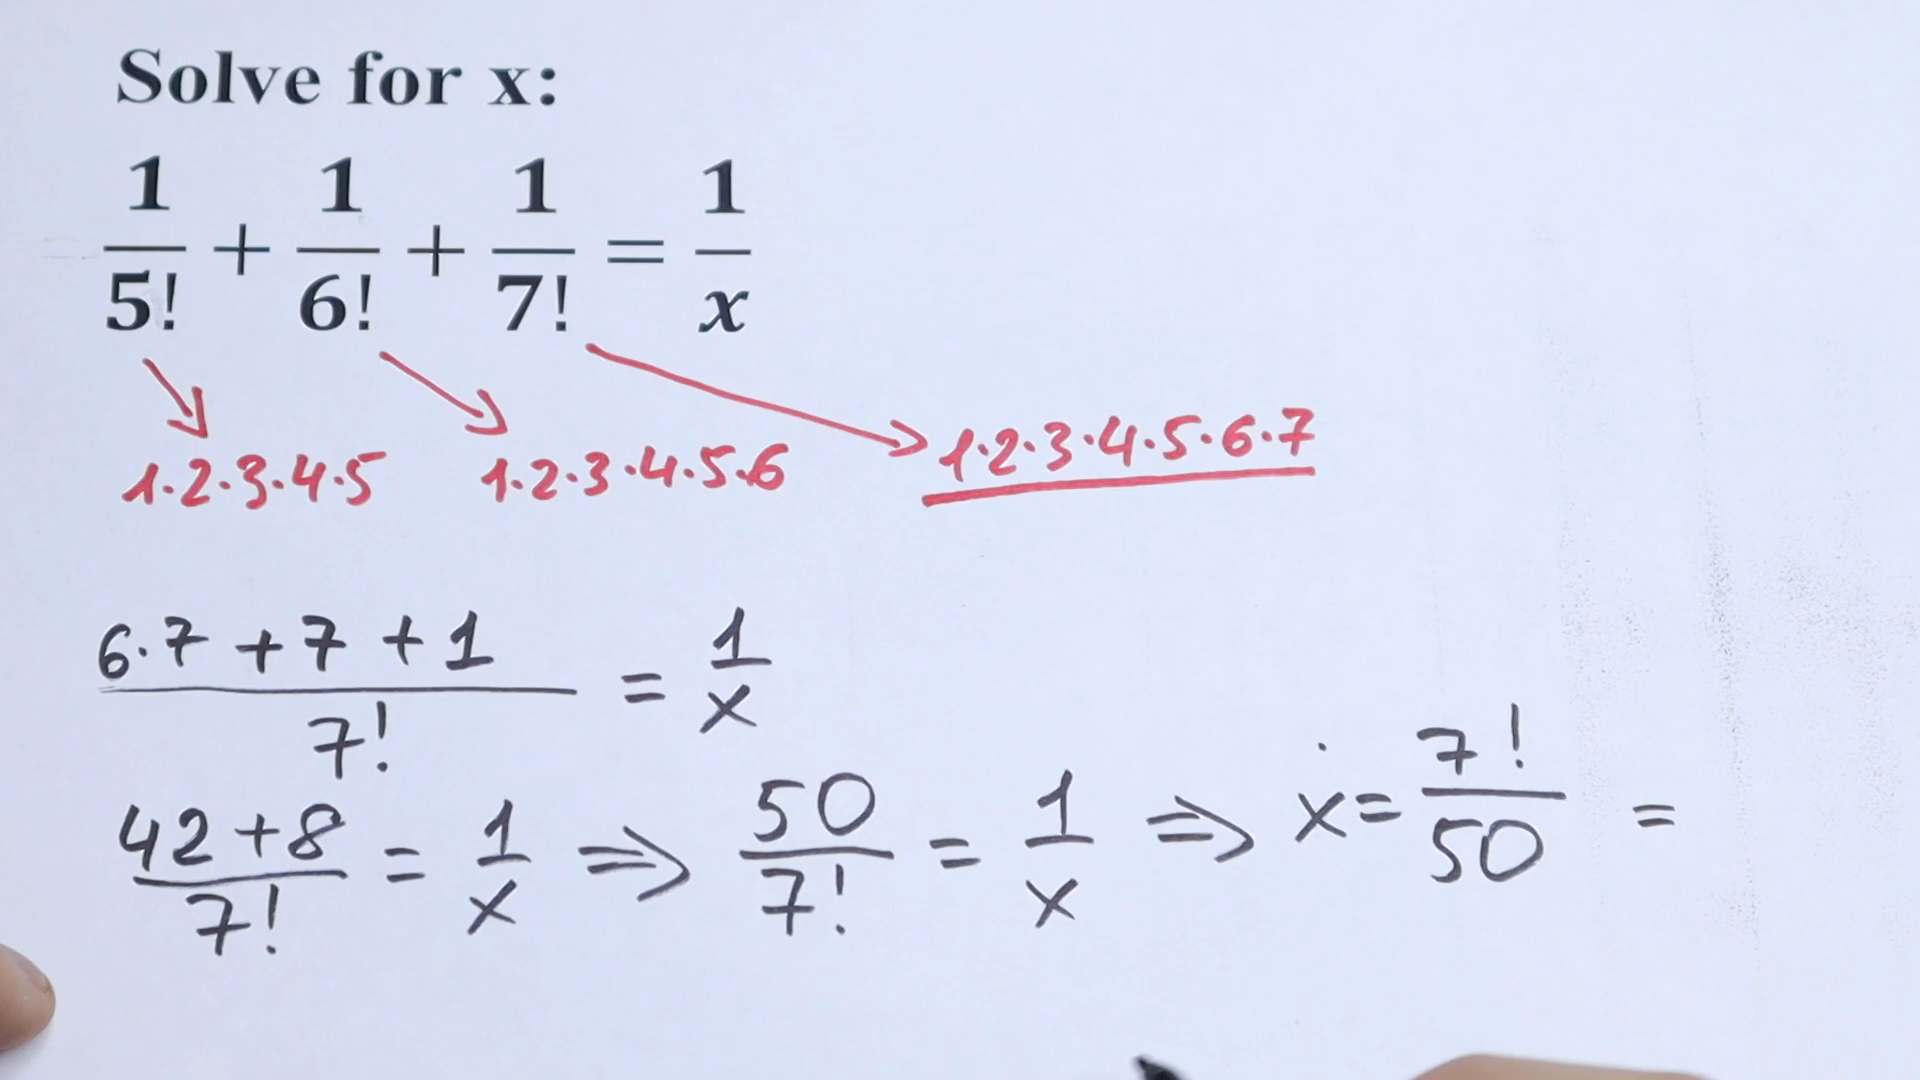 Solve for x:
1/5! + 1/6! + 1/7! = 1/x
1·2·3·4·5 1·2·3·4·5·6 1·2·3·4·5·6·7
(6·7 + 7 + 1)/7! = 1/x
(42+8)/7! = 1/x ⇒ 50/7! = 1/x ⇒ x = 7!/50 =